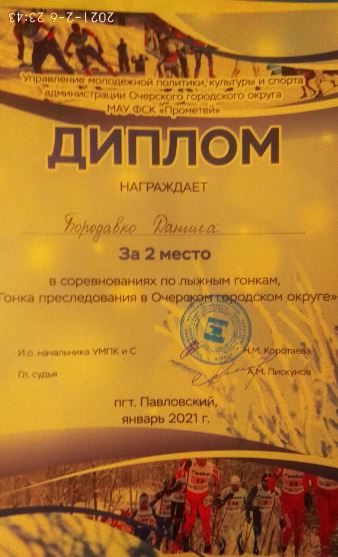 2021-2-6 23:43
Управление молодежной политики, культуры и спорта
администрации Очерского городского округа
МАУ ФСК «Прометей»
ДИПЛОМ
НАГРАЖДАЕТ
Бородавко Данила
За 2 место
в соревнованиях по лыжным гонкам,
Гонка преследования в Очерском городском округе»
И.о. начальника УМПК и С
Н.М. Коротаева
Гл. судья
А.М. Пискунов
пгт. Павловский,
январь 2021 г.